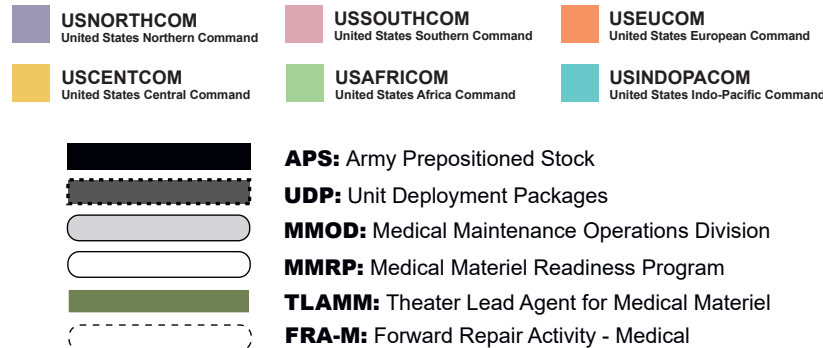 USNORTHCOM
United States Northern Command
USSOUTHCOM
United States Southern Command
USEUCOM
United States European Command
USCENTCOM
United States Central Command
USAFRICOM
United States Africa Command
USINDOPACOM
United States Indo-Pacific Command
APS: Army Prepositioned Stock
UDP: Unit Deployment Packages
MMOD: Medical Maintenance Operations Division
MMRP: Medical Materiel Readiness Program
TLAMM: Theater Lead Agent for Medical Materiel
FRA-M: Forward Repair Activity - Medical